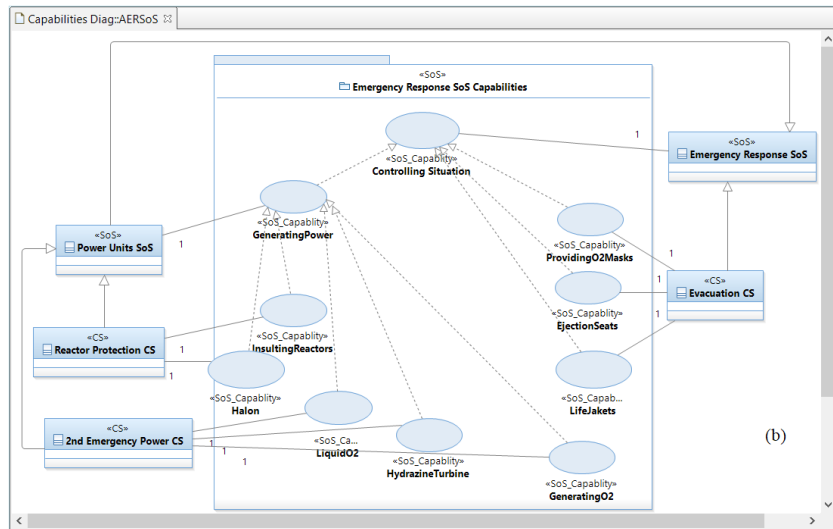 Capabilities Diag::AERSoS
«SoS»
Emergency Response SoS Capabilities
«SoS_Capablity»
Controlling Situation
1
«SoS»
Emergency Response SoS
«SoS_Capablity»
GeneratingPower
1
«SoS»
Power Units SoS
«SoS_Capablity»
ProvidingO2Masks
1
«CS»
Evacuation CS
1
«SoS_Capablity»
EjectionSeats
1
«CS»
Reactor Protection CS
1
1
«SoS_Capablity»
InsultingReactors
«SoS_Capablity»
Halon
«SoS_Capab...
LifeJakets
«CS»
2nd Emergency Power CS
1
1
1
«SoS_Ca...
LiquidO2
«SoS_Capablity»
HydrazineTurbine
«SoS_Capablity»
GeneratingO2
(b)